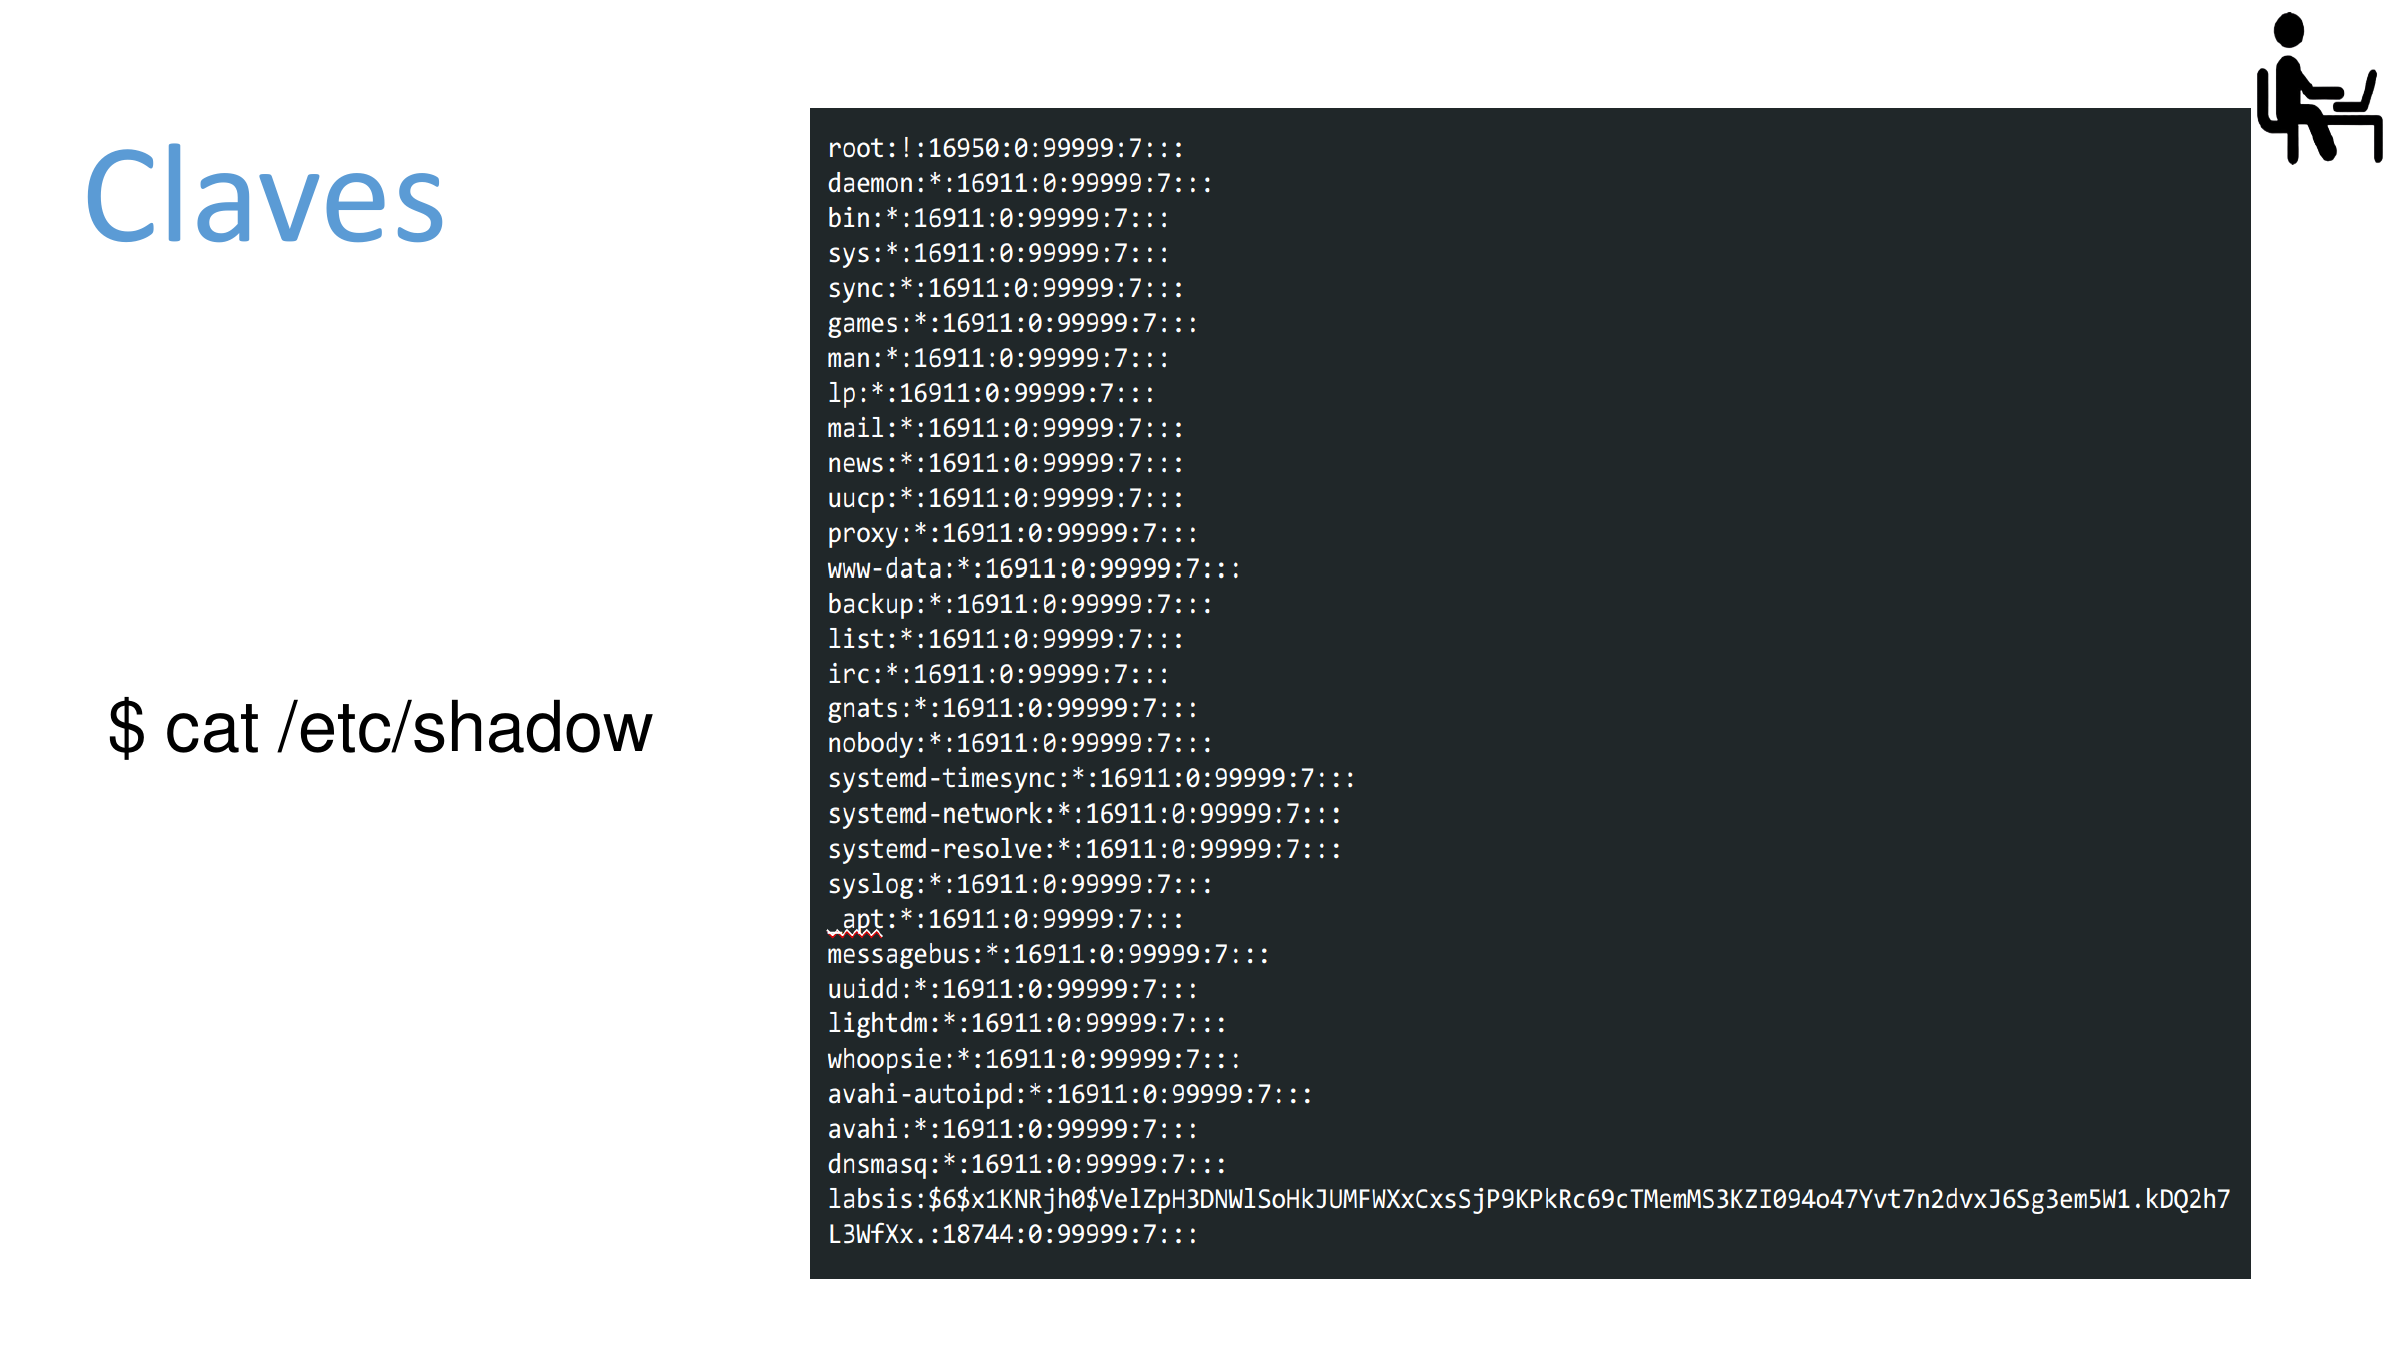 Claves
$ cat /etc/shadow
root:!:16950:0:99999:7:::
daemon:*:16911:0:99999:7:::
bin:*:16911:0:99999:7:::
sys:*:16911:0:99999:7:::
sync:*:16911:0:99999:7:::
games:*:16911:0:99999:7:::
man:*:16911:0:99999:7:::
lp:*:16911:0:99999:7:::
mail:*:16911:0:99999:7:::
news:*:16911:0:99999:7:::
uucp:*:16911:0:99999:7:::
proxy:*:16911:0:99999:7:::
www-data:*:16911:0:99999:7:::
backup:*:16911:0:99999:7:::
list:*:16911:0:99999:7:::
irc:*:16911:0:99999:7:::
gnats:*:16911:0:99999:7:::
nobody:*:16911:0:99999:7:::
systemd-timesync:*:16911:0:99999:7:::
systemd-network:*:16911:0:99999:7:::
systemd-resolve:*:16911:0:99999:7:::
syslog:*:16911:0:99999:7:::
_apt:*:16911:0:99999:7:::
messagebus:*:16911:0:99999:7:::
uuidd:*:16911:0:99999:7:::
lightdm:*:16911:0:99999:7:::
whoopsie:*:16911:0:99999:7:::
avahi-autoipd:*:16911:0:99999:7:::
avahi:*:16911:0:99999:7:::
dnsmasq:*:16911:0:99999:7:::
labsis:$6$x1KNRjh0$VelZpH3DNWlSoHkJUMFWXxCxsSjP9KPkRc69cTMemMS3KZI094o47Yvt7n2dvxJ6Sg3em5W1.kDQ2h7
L3WfXx.:18744:0:99999:7:::